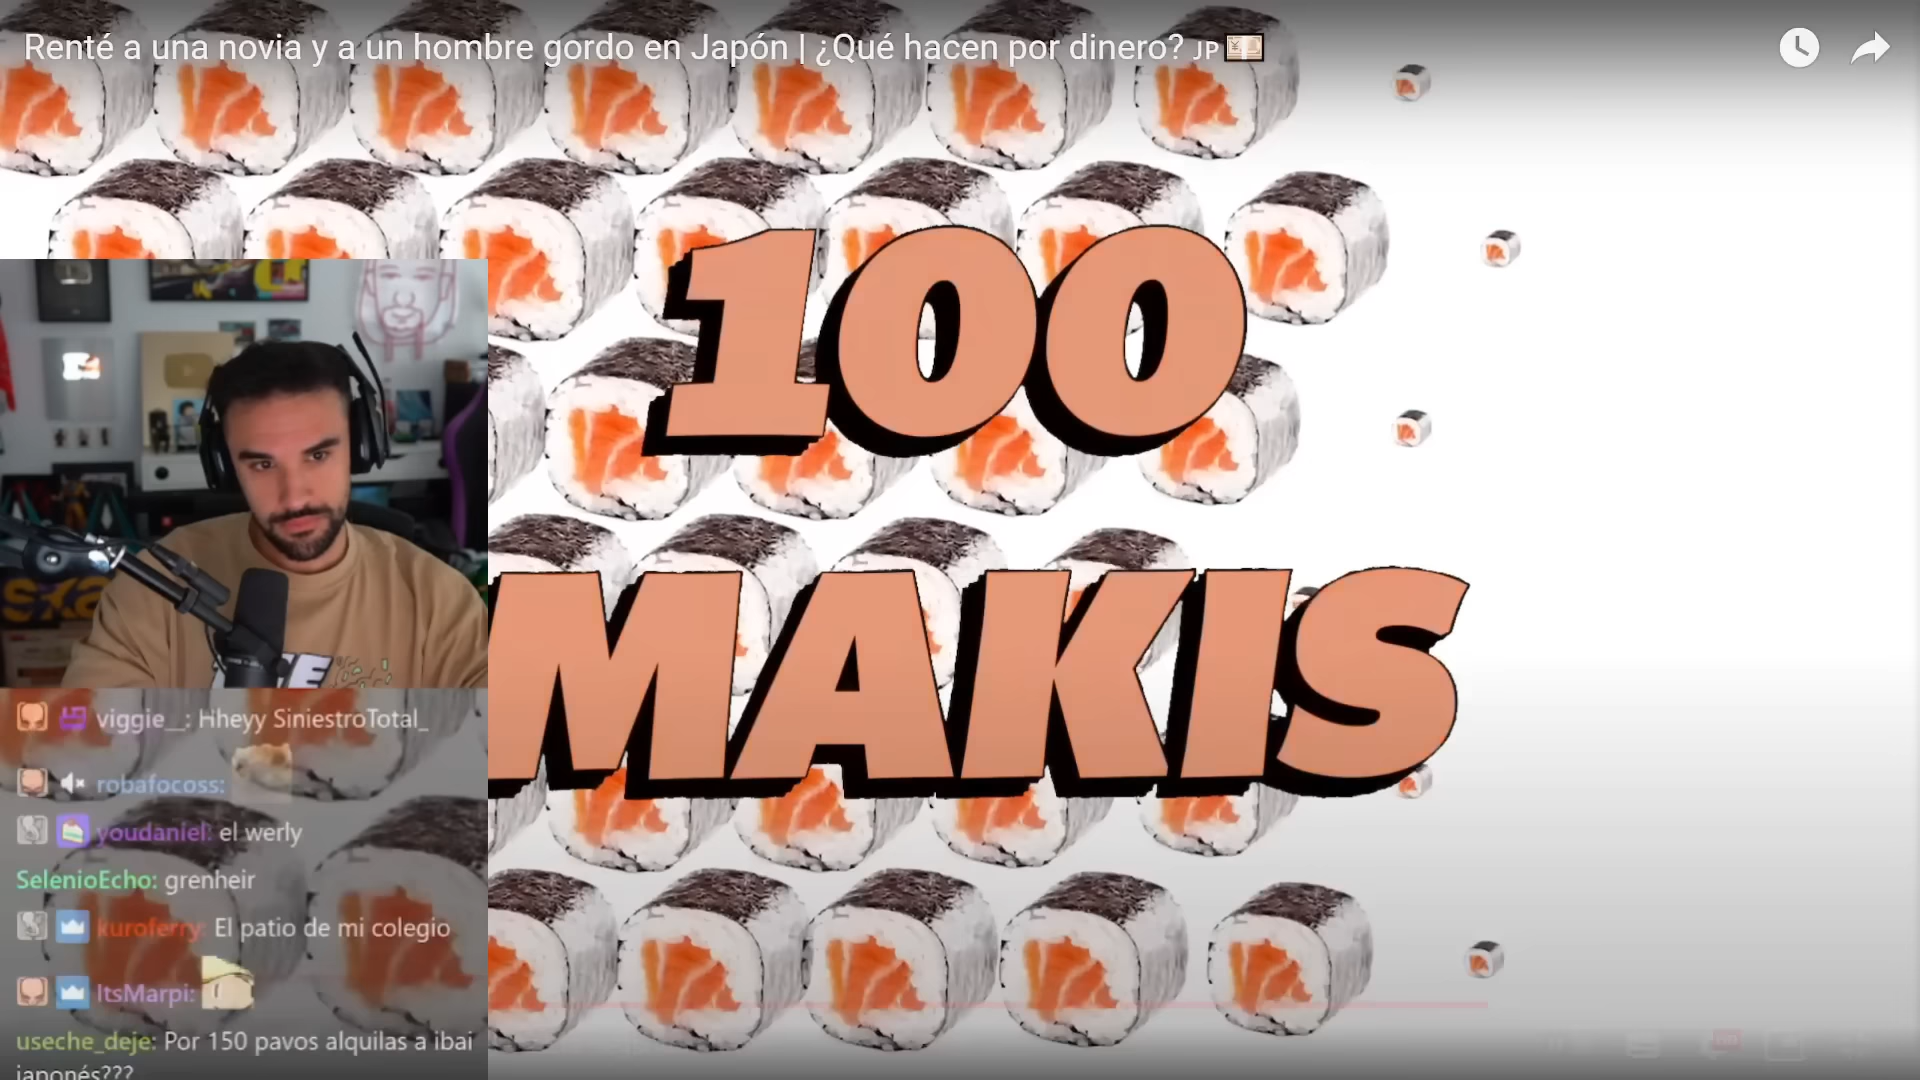 Renté a una novia y a un hombre gordo en Japón | ¿Qué hacen por dinero? JP
100
MAKIS
viggie__: Hheyy SiniestroTotal_
robafocoss:
youdaniel: el werly
SelenioEcho: grenheir
kuroferry: El patio de mi colegio
ItsMarpi:
useche_deje: Por 150 pavos alquilas a ibai
japonés???